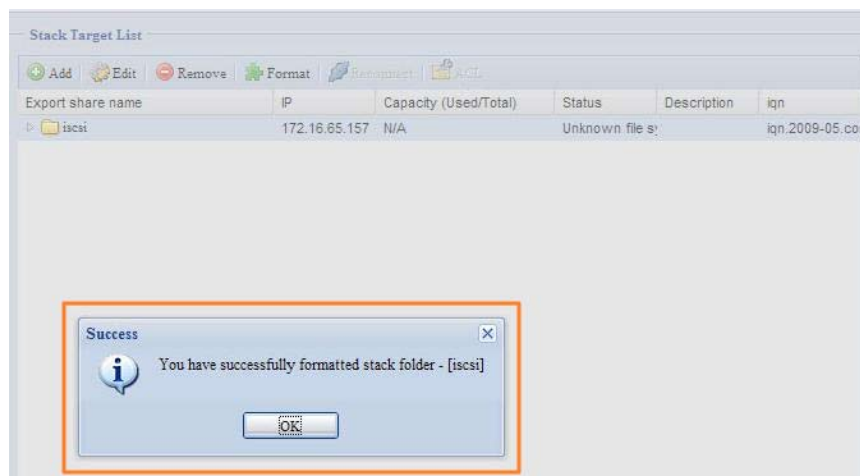 Stack Target List
Add Edit Remove Format Reconnect ACL
Export share name IP Capacity (Used/Total) Status Description iqn
iscsi 172.16.65.157 N/A Unknown file sy iqn.2009-05.co
Success
You have successfully formatted stack folder - [iscsi]
OK